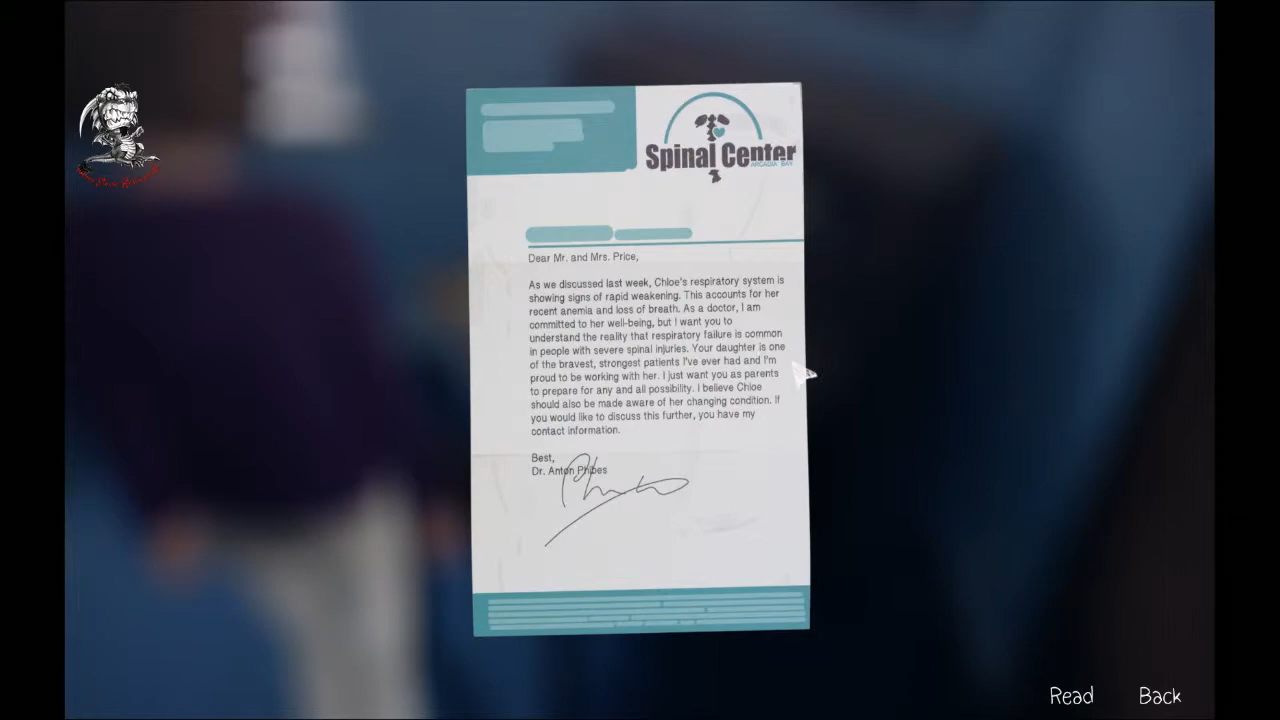 Spinal Center
ARCADIA BAY
Dear Mr. and Mrs. Price,
As we discussed last week, Chloe's respiratory system is
showing signs of rapid weakening. This accounts for her
recent anemia and loss of breath. As a doctor, I am
committed to her well-being, but I want you to
understand the reality that respiratory failure is common
in people with severe spinal injuries. Your daughter is one
of the bravest, strongest patients I've ever had and I'm
proud to be working with her. I just want you as parents
to prepare for any and all possibility. I believe Chloe
should also be made aware of her changing condition. If
you would like to discuss this further, you have my
contact information.
Best,
Dr. Anton Phibes
Read
Back